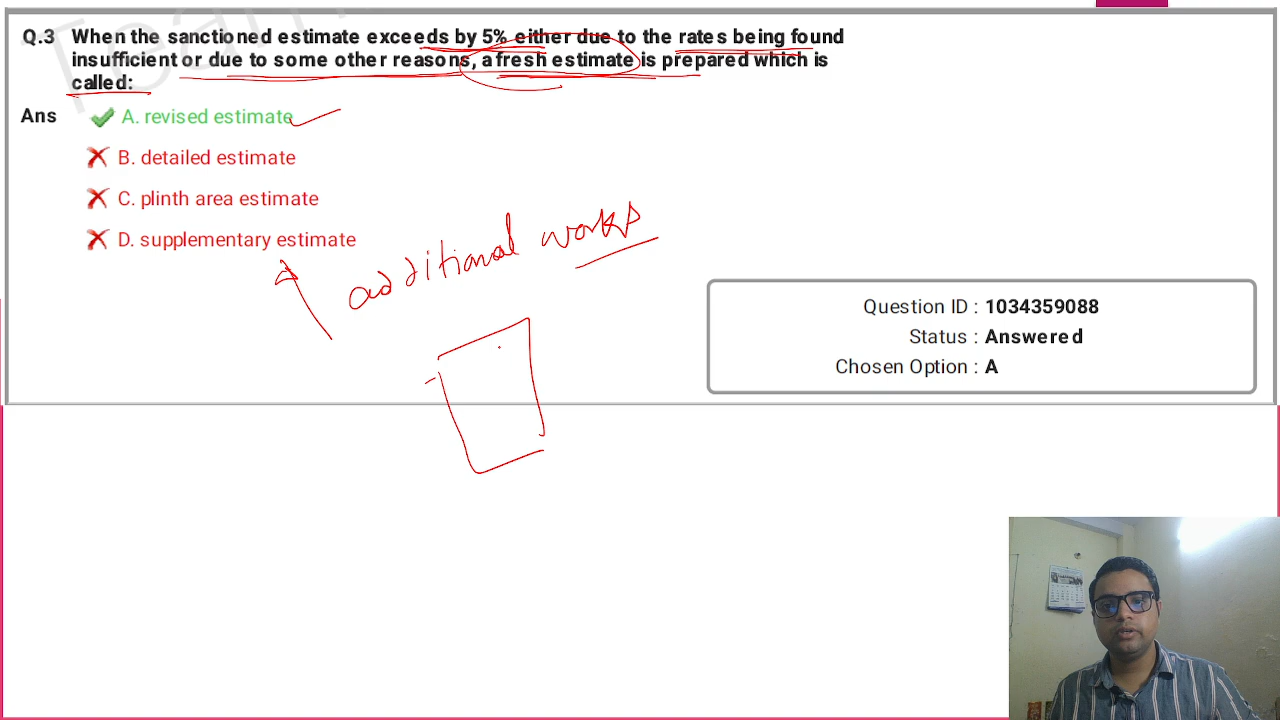 Q.3 When the sanctioned estimate exceeds by 5% either due to the rates being found
insufficient or due to some other reasons, a fresh estimate is prepared which is
called:
Ans A. revised estimate
B. detailed estimate
C. plinth area estimate
D. supplementary estimate
additional works
Question ID : 1034359088
Status : Answered
Chosen Option : A